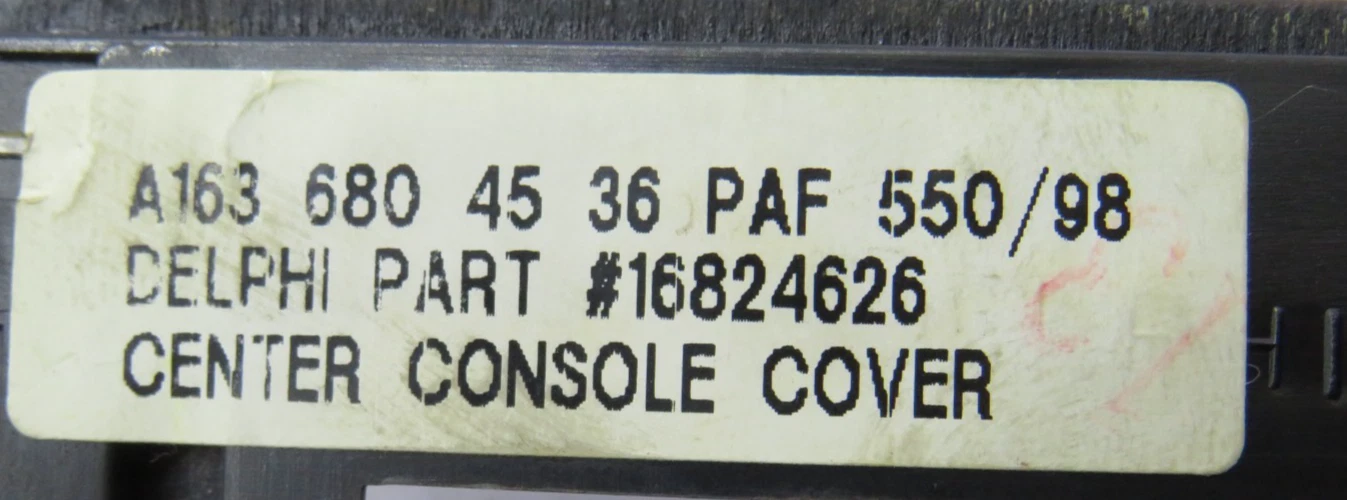 A163 680 45 36 PAF 550/98
DELPHI PART #16824626
CENTER CONSOLE COVER